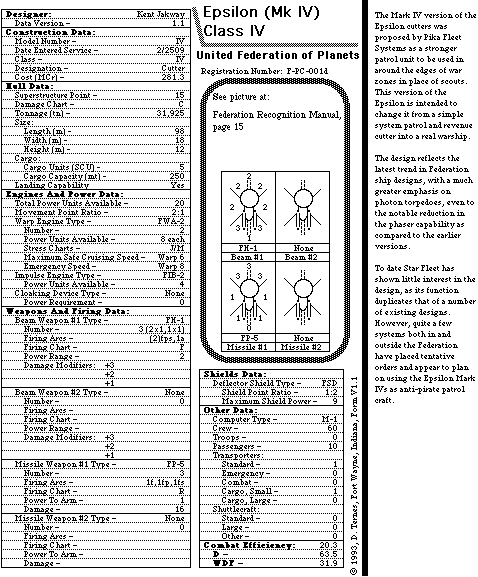 Designer: Kent Jakway
Data Version – 1.1
Construction Data:
Model Number – IV
Date Entered Service – 2/2509
Class – IV
Designation – Cutter
Cost (MCr) – 281.3
Hull Data:
Superstructure Point – 15
Damage Chart – C
Tonnage (tn) – 31,925
Size:
Length (m) – 98
Width (m) – 18
Height (m) – 12
Cargo:
Cargo Units (SCU) – 5
Cargo Capacity (mt) – 250
Landing Capability Yes
Engines And Power Data:
Total Power Units Available – 20
Movement Point Ratio – 2:1
Warp Engine Type – FWA-2
Number – 2
Power Units Available – 8 each
Stress Charts – J/M
Maximum Safe Cruising Speed – Warp 6
Emergency Speed – Warp 8
Impulse Engine Type – FIB-2
Power Units Available – 4
Cloaking Device Type – None
Power Requirement – 0
Weapons And Firing Data:
Beam Weapon #1 Type – FH-1
Number – 3 (2x1,1x1)
Firing Arcs – (2)fps,1a
Firing Chart – F
Power Range – 2
Damage Modifiers: +3
+2
+1
Beam Weapon #2 Type – None
Number – 0
Firing Arcs –
Firing Chart –
Power Range –
Damage Modifiers: +3
+2
+1
Missile Weapon #1 Type – FP-5
Number – 3
Firing Arcs – 1f,1fp,1fs
Firing Chart – R
Power To Arm – 1
Damage – 16
Missile Weapon #2 Type – None
Number – 0
Firing Arcs –
Firing Chart –
Power To Arm –
Damage –
Epsilon (Mk IV)
Class IV
United Federation of Planets
Registration Number: F-PC-0014
See picture at:
Federation Recognition Manual,
page 15
2
2 2
2 2
1
FH-1 None
Beam #1 Beam #2
3
3 3
1 1
0
FP-5 None
Missile #1 Missile #2
Shields Data:
Deflector Shield Type – FSD
Shield Point Ratio – 1:2
Maximum Shield Power – 9
Other Data:
Computer Type – M-1
Crew – 60
Troops – 0
Passengers – 10
Transporters:
Standard – 1
Emergency – 0
Combat – 0
Cargo, Small – 1
Cargo, Large – 0
Shuttlecraft:
Standard – 0
Large – 0
Other – 0
Combat Efficiency: 20.3
D – 63.5
WDF – 31.9
© 1993, D. Ternes, Fort Wayne, Indiana, Form V1.1
The Mark IV version of the
Epsilon cutters was
proposed by Pika Fleet
Systems as a stronger
patrol unit to be used in
around the edges of war
zones in place of scouts.
This version of the
Epsilon is intended to
change it from a simple
system patrol and revenue
cutter into a real warship.
The design reflects the
latest trend in Federation
ship designs, with a much
greater emphasis on
photon torpedoes, even to
the notable reduction in
the phaser capability as
compared to the earlier
versions.
To date Star Fleet has
shown little interest in the
design, as its function
duplicates that of a number
of existing designs.
However, quite a few
systems both in and
outside the Federation
have placed tentative
orders and appear to plan
on using the Epsilon Mark
IVs as anti-pirate patrol
craft.